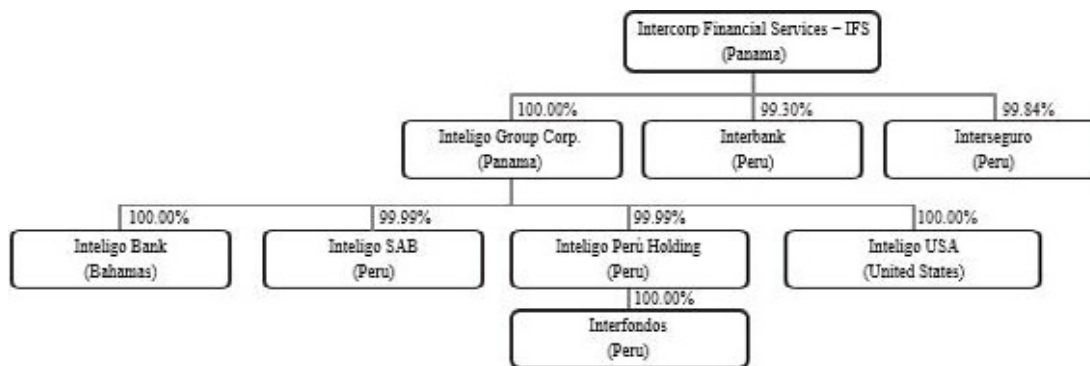 Intercorp Financial Services – IFS
(Panama)
100.00%
99.30%
99.84%
Inteligo Group Corp.
(Panama)
Interbank
(Peru)
Interseguro
(Peru)
100.00%
99.99%
99.99%
100.00%
Inteligo Bank
(Bahamas)
Inteligo SAB
(Peru)
Inteligo Perú Holding
(Peru)
Inteligo USA
(United States)
100.00%
Interfondos
(Peru)